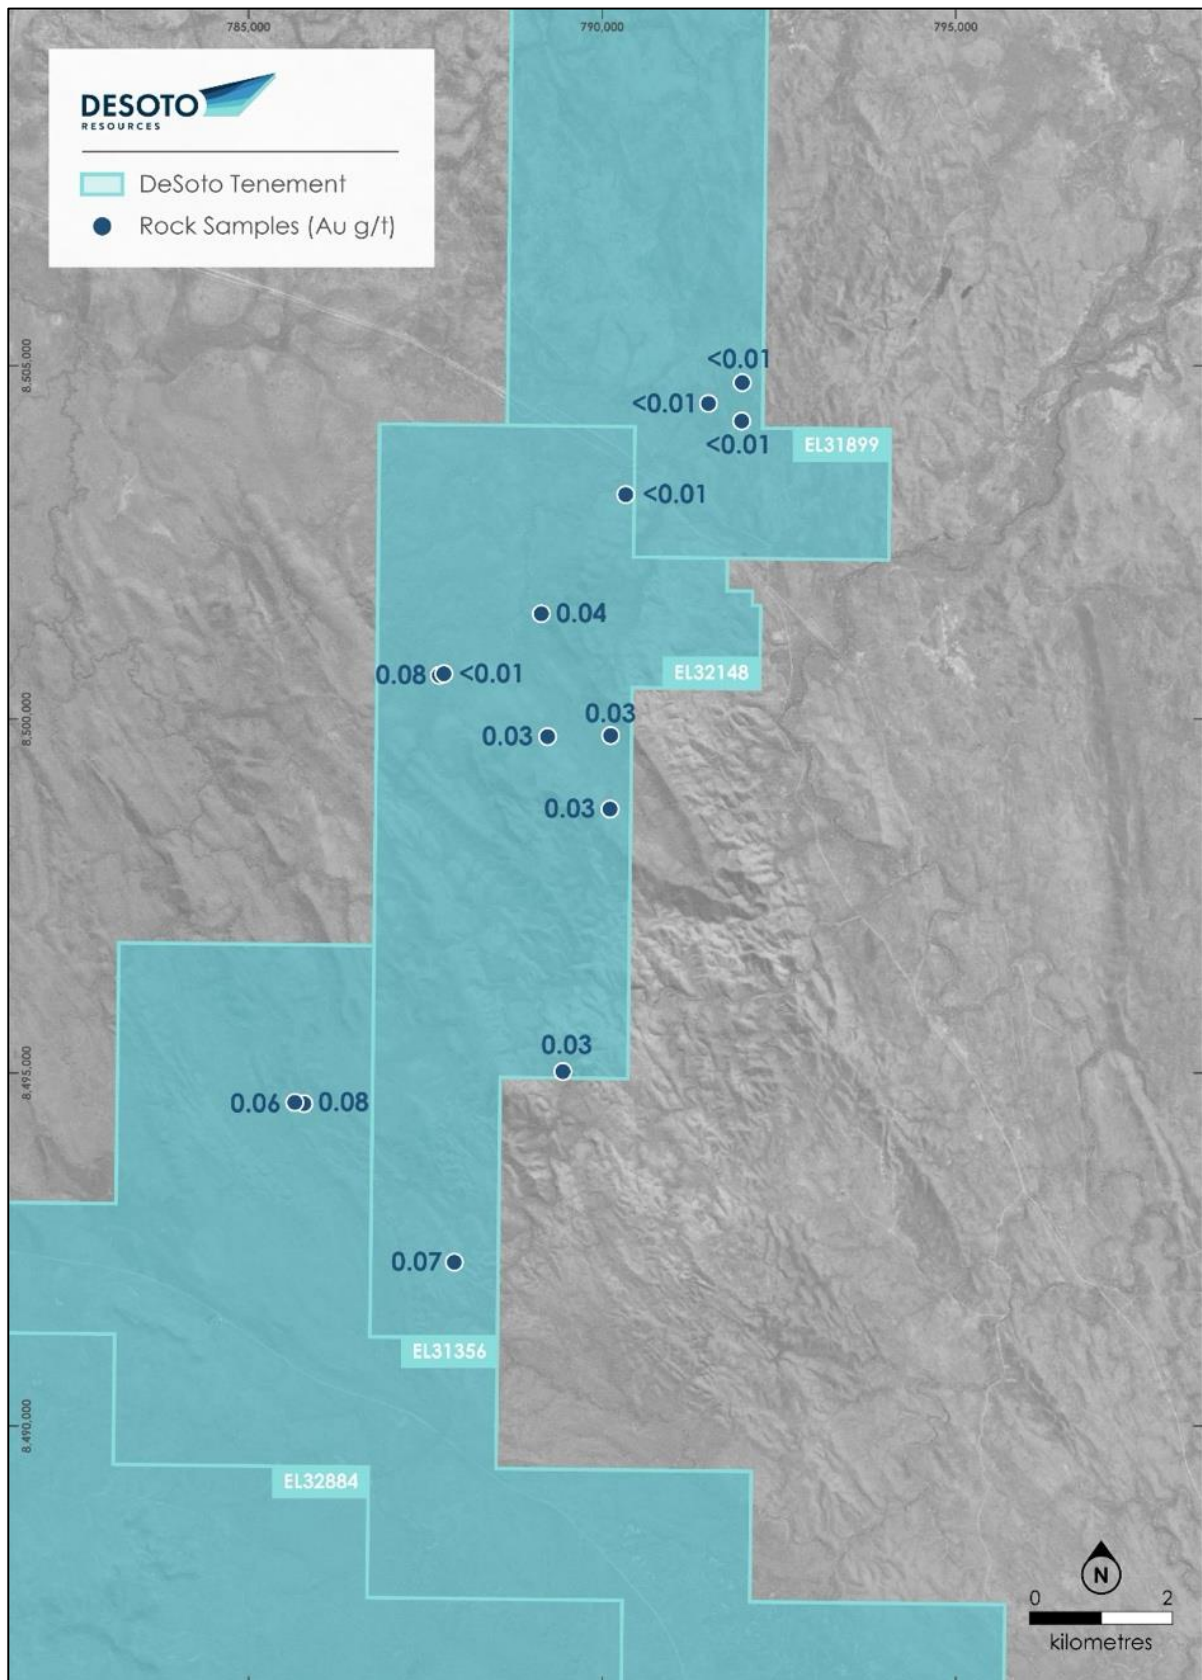 785,000
790,000
795,000
DESOTO
RESOURCES
DeSoto Tenement
Rock Samples (Au g/t)
8,505,000
<0.01
<0.01
<0.01
EL31899
<0.01
0.04
0.08
<0.01
EL32148
8,500,000
0.03
0.03
0.03
0.03
8,495,000
0.06
0.08
0.07
EL31356
8,490,000
EL32884
N
0
2
kilometres